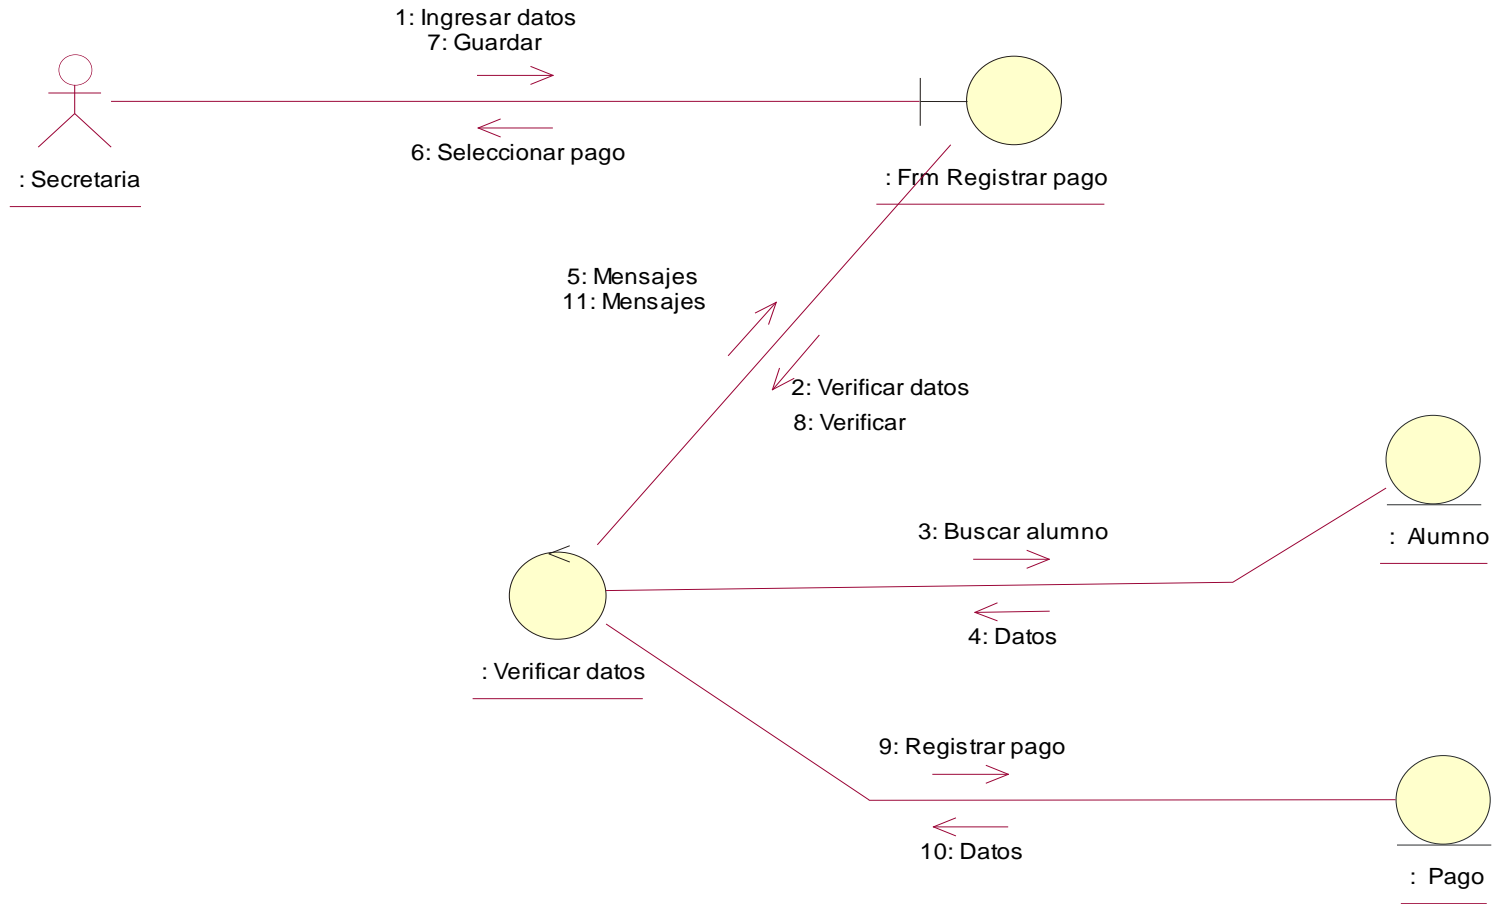 1: Ingresar datos
7: Guardar
6: Seleccionar pago
: Secretaria
: Frm Registrar pago
5: Mensajes
11: Mensajes
2: Verificar datos
8: Verificar
3: Buscar alumno
: Alumno
4: Datos
: Verificar datos
9: Registrar pago
10: Datos
: Pago